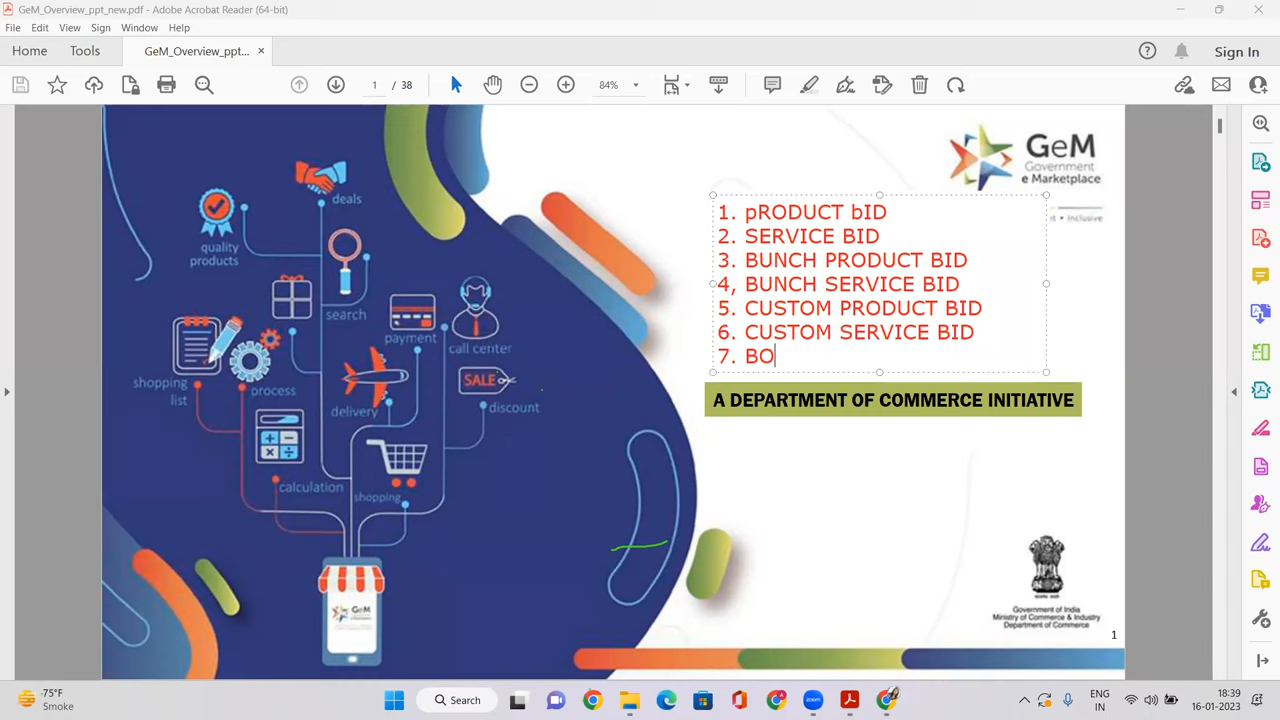 GeM_Overview_ppt_new.pdf - Adobe Acrobat Reader (64-bit)
File Edit View Sign Window Help
Home Tools GeM_Overview_ppt... × Sign In
1 / 38 84%
deals
quality
products
search
payment
call center
shopping
list
process
delivery
SALE
discount
calculation
shopping
GeM
GeM
Government
e Marketplace
Inclusive
1. pRODUCT bID
2. SERVICE BID
3. BUNCH PRODUCT BID
4, BUNCH SERVICE BID
5. CUSTOM PRODUCT BID
6. CUSTOM SERVICE BID
7. BO
A DEPARTMENT OF COMMERCE INITIATIVE
Government of India
Ministry of Commerce & Industry
Department of Commerce
1
75°F
Smoke
Search
zoom
ENG
IN
18:39
16-01-2023